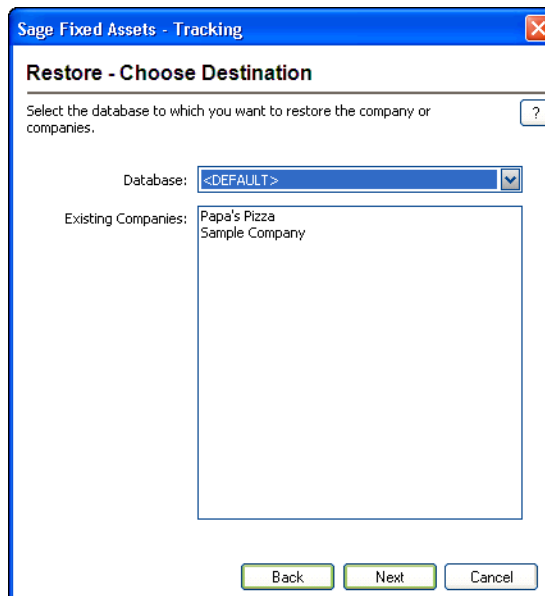 Sage Fixed Assets - Tracking
Restore - Choose Destination
Select the database to which you want to restore the company or
companies.
?
Database: <DEFAULT>
Existing Companies:
Papa's Pizza
Sample Company
Back Next Cancel